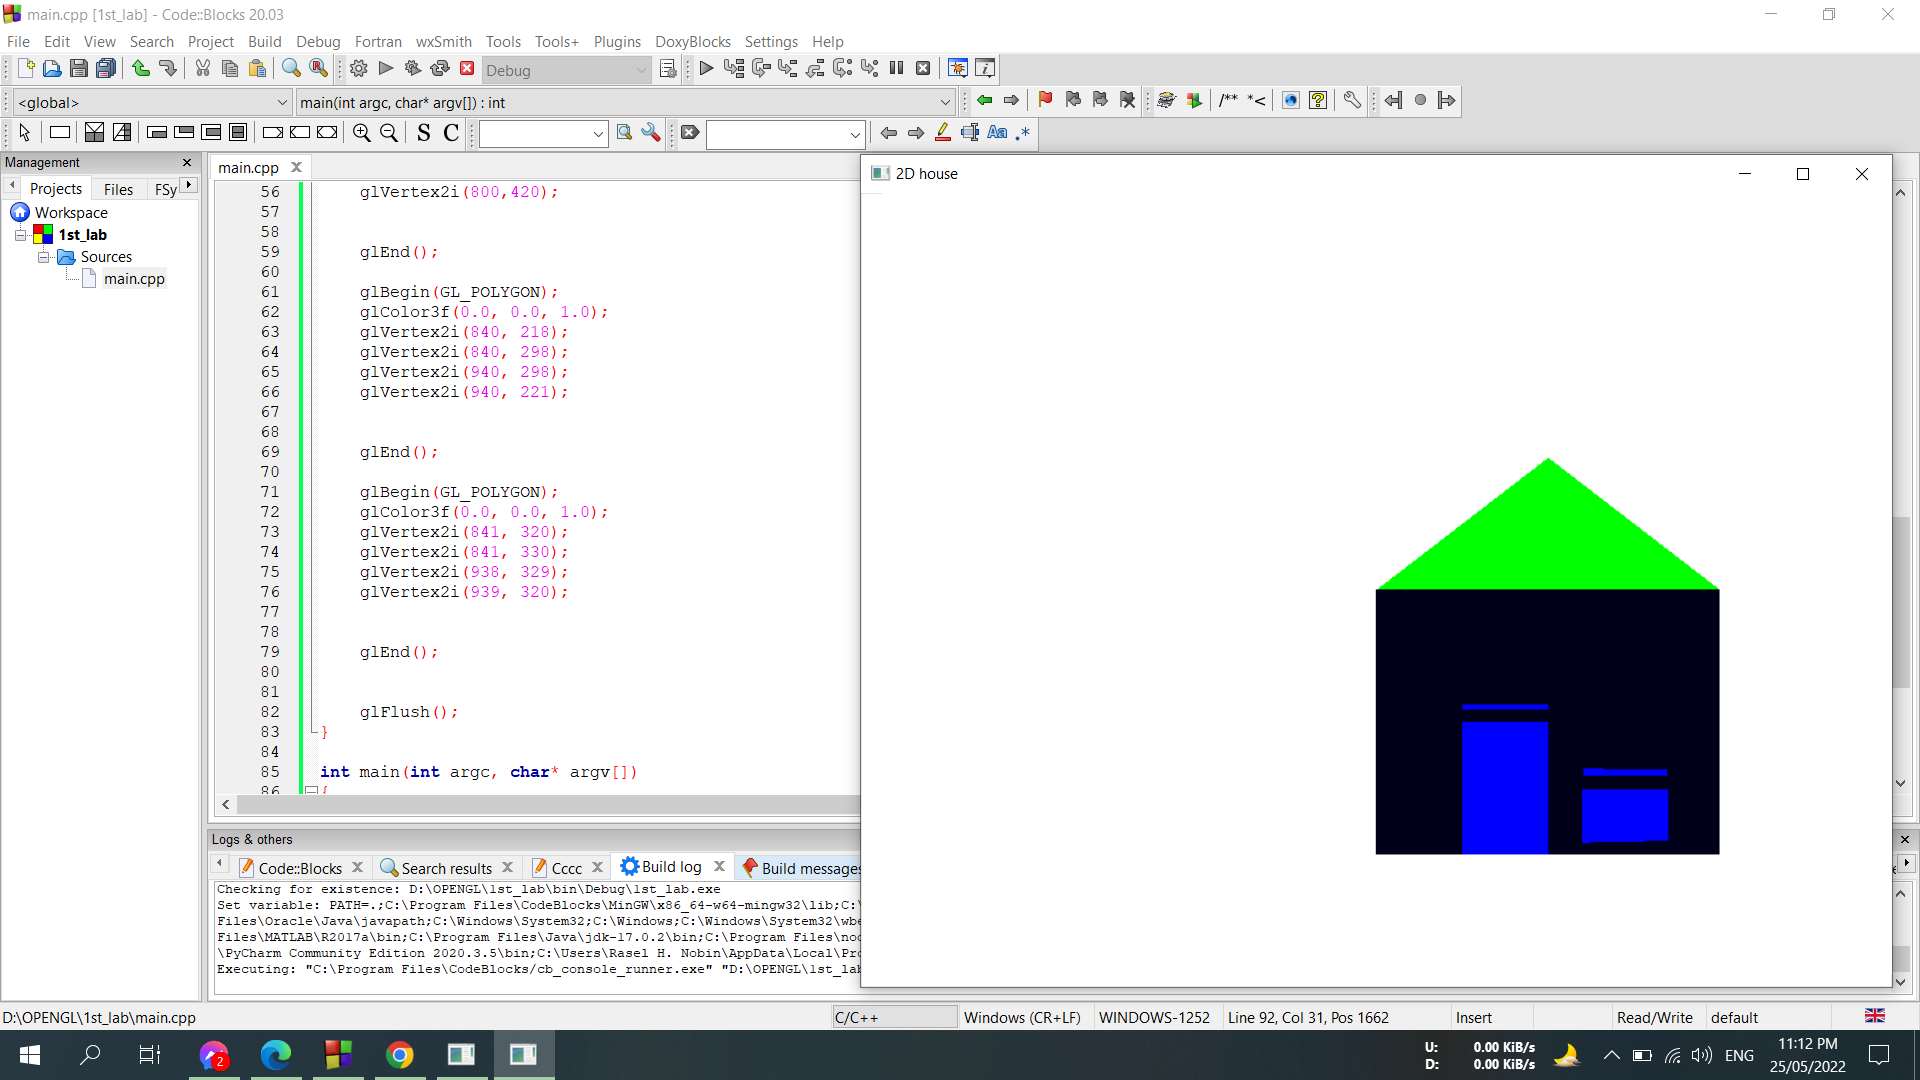 main.cpp [1st_lab] - Code::Blocks 20.03
File Edit View Search Project Build Debug Fortran wxSmith Tools Tools+ Plugins DoxyBlocks Settings Help
Debug
<global> main(int argc, char* argv[]) : int
/** *<
S C Aa .*
Management
Projects Files FSy
Workspace
1st_lab
Sources
main.cpp
main.cpp
56 glVertex2i(800,420);
57
58
59 glEnd();
60
61 glBegin(GL_POLYGON);
62 glColor3f(0.0, 0.0, 1.0);
63 glVertex2i(840, 218);
64 glVertex2i(840, 298);
65 glVertex2i(940, 298);
66 glVertex2i(940, 221);
67
68
69 glEnd();
70
71 glBegin(GL_POLYGON);
72 glColor3f(0.0, 0.0, 1.0);
73 glVertex2i(841, 320);
74 glVertex2i(841, 330);
75 glVertex2i(938, 329);
76 glVertex2i(939, 320);
77
78
79 glEnd();
80
81
82 glFlush();
83 }
84
85 int main(int argc, char* argv[])
86 {
2D house
Logs & others
Code::Blocks Search results Cccc Build log Build messages
Checking for existence: D:\OPENGL\1st_lab\bin\Debug\1st_lab.exe
Set variable: PATH=.;C:\Program Files\CodeBlocks\MinGW\x86_64-w64-mingw32\lib;C:\
Files\Oracle\Java\javapath;C:\Windows\System32;C:\Windows;C:\Windows\System32\wbe
Files\MATLAB\R2017a\bin;C:\Program Files\Java\jdk-17.0.2\bin;C:\Program Files\noc
\PyCharm Community Edition 2020.3.5\bin;C:\Users\Rasel H. Nobin\AppData\Local\Pro
Executing: "C:\Program Files\CodeBlocks/cb_console_runner.exe" "D:\OPENGL\1st_lab
D:\OPENGL\1st_lab\main.cpp C/C++ Windows (CR+LF) WINDOWS-1252 Line 92, Col 31, Pos 1662 Insert Read/Write default
2
U: 0.00 KiB/s
D: 0.00 KiB/s
ENG
11:12 PM
25/05/2022